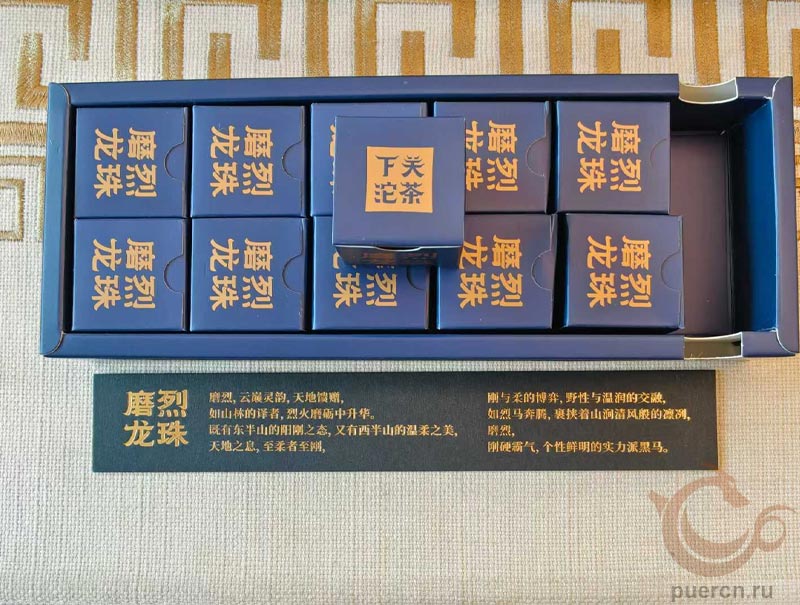 磨烈
龙珠
磨烈
龙珠
磨烈
龙珠
磨烈
龙珠
下关
沱茶
磨烈
龙珠
磨烈
龙珠
烈
珠
磨烈
龙珠
磨烈
龙珠
磨烈
龙珠
磨烈,云巅灵韵,天地馈赠,
如山林的译者,烈火磨砺中升华。
既有东半山的阳刚之态,又有西半山的温柔之美,
天地之息,至柔者至刚,
刚与柔的博弈,野性与温润的交融,
如烈马奔腾,裹挟着山涧清风般的凛冽,
磨烈,
刚硬霸气,个性鲜明的实力派黑马。
puercn.ru